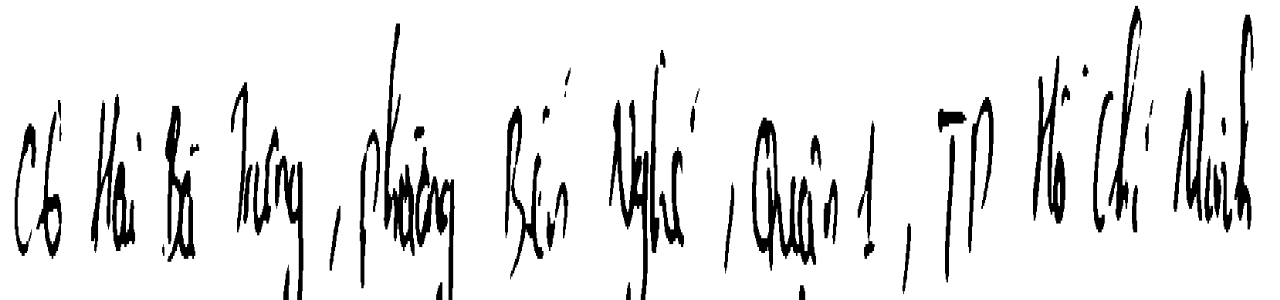 C6 Hai Bà Trưng, phường Bến Nghé, Quận 1, TP Hồ Chí Minh